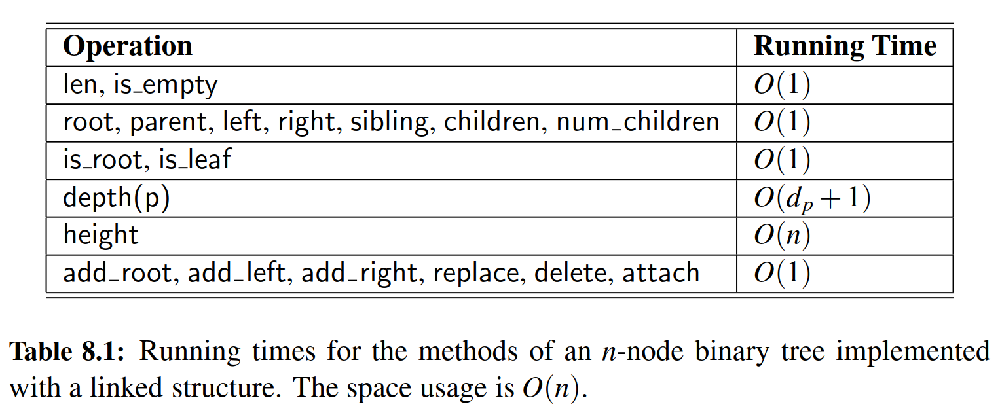 Operation Running Time
len, is_empty O(1)
root, parent, left, right, sibling, children, num_children O(1)
is_root, is_leaf O(1)
depth(p) O(d_p + 1)
height O(n)
add_root, add_left, add_right, replace, delete, attach O(1)
Table 8.1: Running times for the methods of an n-node binary tree implemented
with a linked structure. The space usage is O(n).